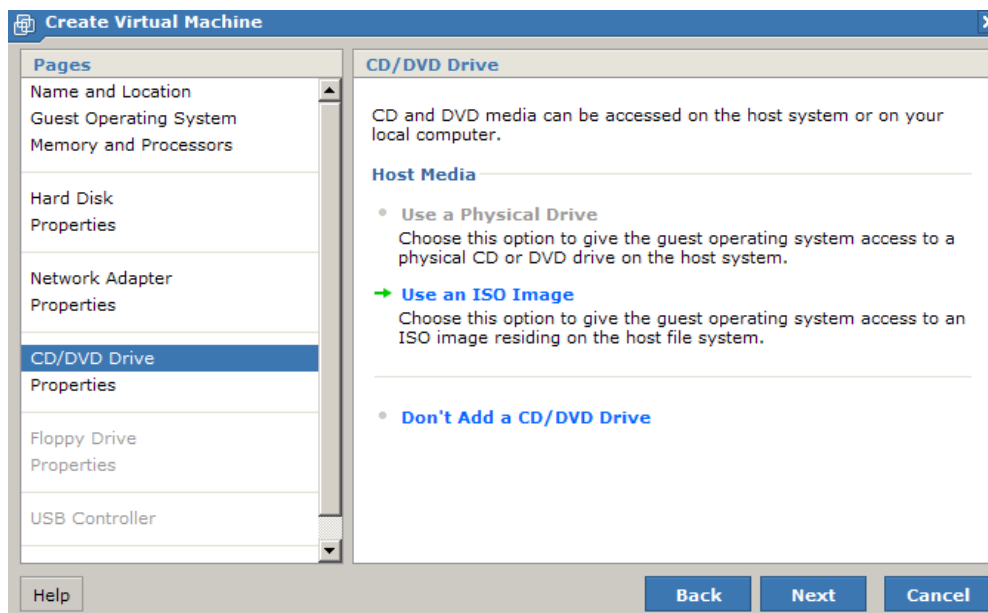 Create Virtual Machine
Pages
Name and Location
Guest Operating System
Memory and Processors
Hard Disk
Properties
Network Adapter
Properties
CD/DVD Drive
Properties
Floppy Drive
Properties
USB Controller
CD/DVD Drive
CD and DVD media can be accessed on the host system or on your
local computer.
Host Media
Use a Physical Drive
Choose this option to give the guest operating system access to a
physical CD or DVD drive on the host system.
Use an ISO Image
Choose this option to give the guest operating system access to an
ISO image residing on the host file system.
Don't Add a CD/DVD Drive
Help
Back
Next
Cancel